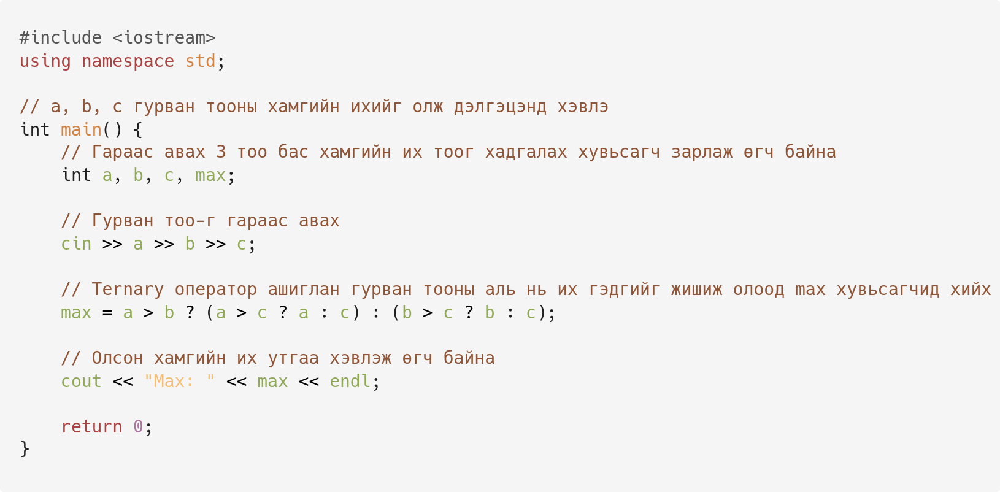 #include <iostream>
using namespace std;
// a, b, c гурван тооны хамгийн ихийг олж дэлгэцэнд хэвлэ
int main() {
// Гараас авах 3 тоо бас хамгийн их тоог хадгалах хувьсагч зарлаж өгч байна
int a, b, c, max;
// Гурван тоо-г гараас авах
cin >> a >> b >> c;
// Ternary оператор ашиглан гурван тооны аль нь их гэдгийг жишиж олоод max хувьсагчид хийх
max = a > b ? (a > c ? a : c) : (b > c ? b : c);
// Олсон хамгийн их утгаа хэвлэж өгч байна
cout << "Max: " << max << endl;
return 0;
}